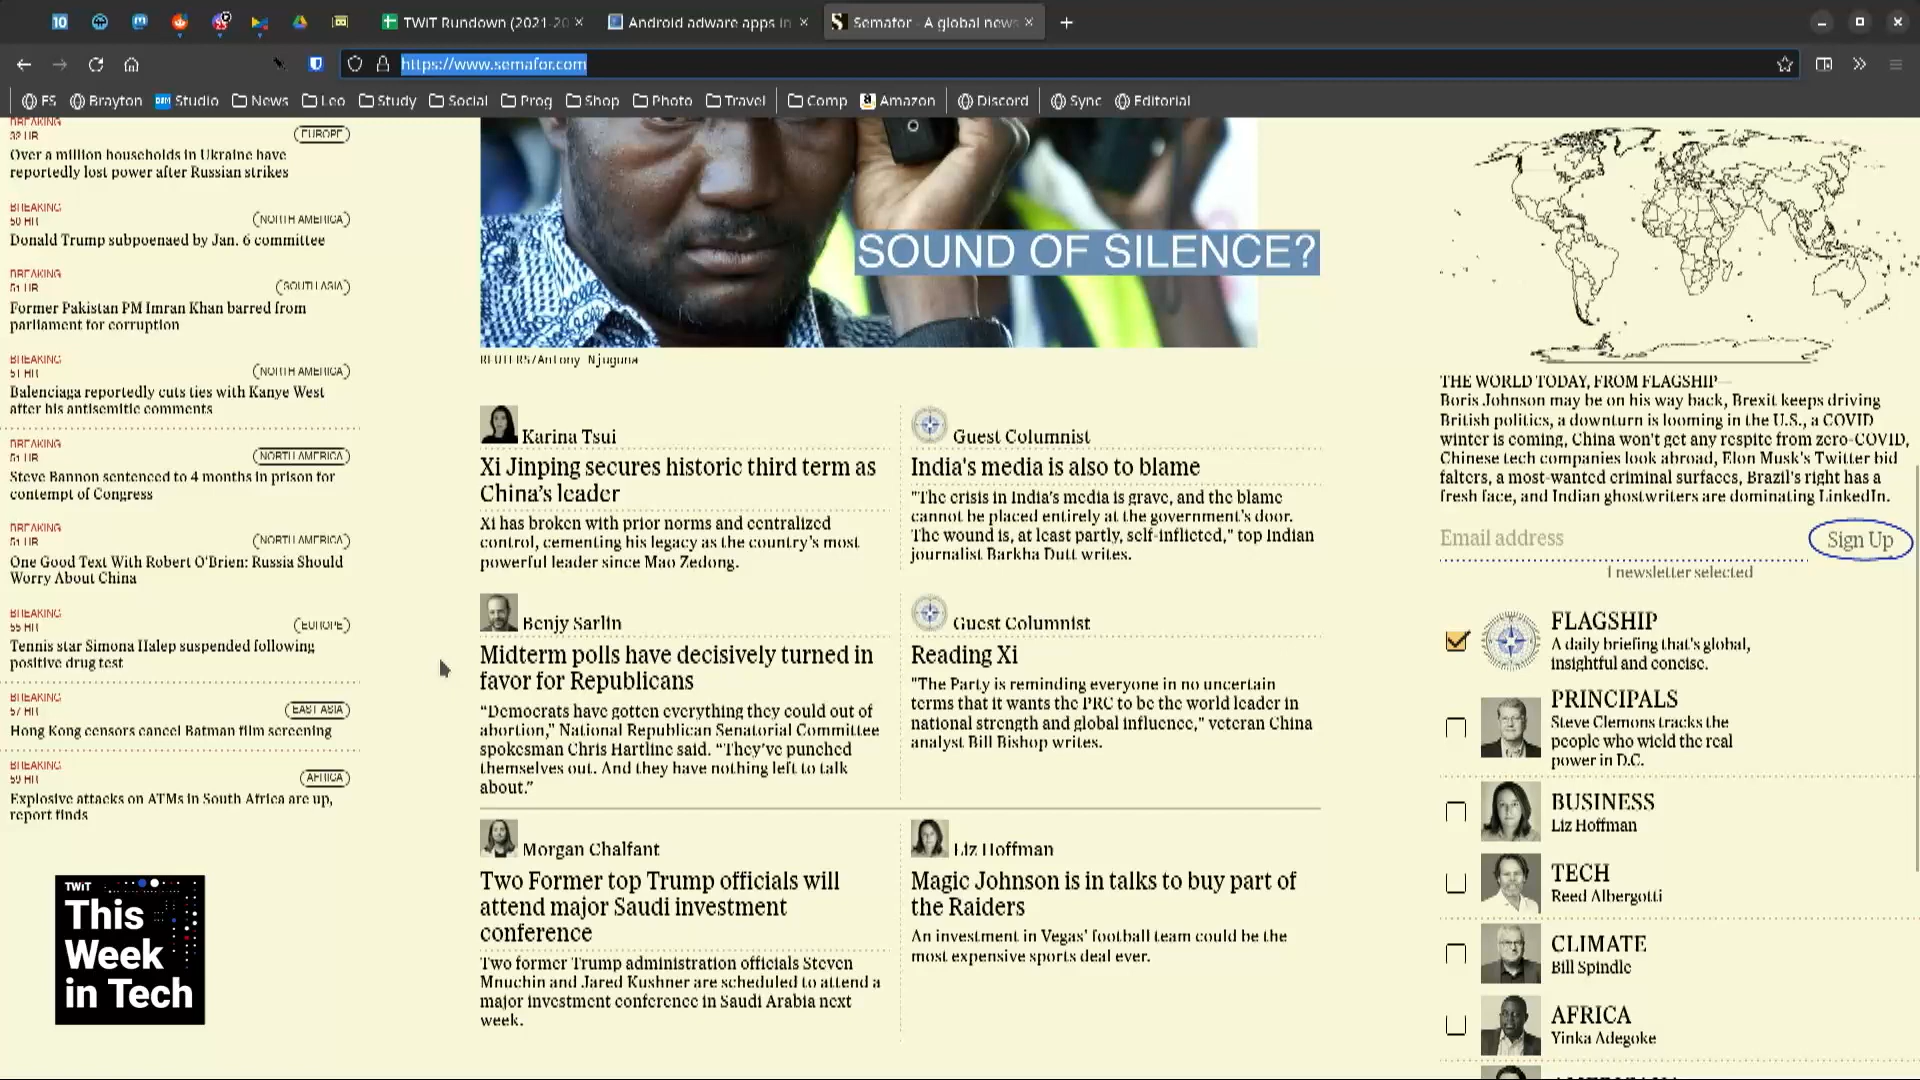 10
TWiT Rundown (2021-20
Android adware apps in
Semafor - A global news
https://www.semafor.com
FS
Brayton
Studio
News
Leo
Study
Social
Prog
Shop
Photo
Travel
Comp
Amazon
Discord
Sync
Editorial
BREAKING
32 HR
EUROPE
Over a million households in Ukraine have
reportedly lost power after Russian strikes
BREAKING
50 HR
NORTH AMERICA
Donald Trump subpoenaed by Jan. 6 committee
BREAKING
51 HR
SOUTH ASIA
Former Pakistan PM Imran Khan barred from
parliament for corruption
BREAKING
51 HR
NORTH AMERICA
Balenciaga reportedly cuts ties with Kanye West
after his antisemitic comments
BREAKING
51 HR
NORTH AMERICA
Steve Bannon sentenced to 4 months in prison for
contempt of Congress
BREAKING
51 HR
NORTH AMERICA
One Good Text With Robert O'Brien: Russia Should
Worry About China
BREAKING
55 HR
EUROPE
Tennis star Simona Halep suspended following
positive drug test
BREAKING
57 HR
EAST ASIA
Hong Kong censors cancel Batman film screening
BREAKING
59 HR
AFRICA
Explosive attacks on ATMs in South Africa are up,
report finds
TWiT
This
Week
in Tech
SOUND OF SILENCE?
REUTERS/Antony Njuguna
Karina Tsui
Xi Jinping secures historic third term as
China's leader
Xi has broken with prior norms and centralized
control, cementing his legacy as the country's most
powerful leader since Mao Zedong.
Guest Columnist
India's media is also to blame
"The crisis in India's media is grave, and the blame
cannot be placed entirely at the government's door.
The wound is, at least partly, self-inflicted," top Indian
journalist Barkha Dutt writes.
Benjy Sarlin
Midterm polls have decisively turned in
favor for Republicans
“Democrats have gotten everything they could out of
abortion,” National Republican Senatorial Committee
spokesman Chris Hartline said. “They’ve punched
themselves out. And they have nothing left to talk
about.”
Guest Columnist
Reading Xi
"The Party is reminding everyone in no uncertain
terms that it wants the PRC to be the world leader in
national strength and global influence," veteran China
analyst Bill Bishop writes.
Morgan Chalfant
Two Former top Trump officials will
attend major Saudi investment
conference
Two former Trump administration officials Steven
Mnuchin and Jared Kushner are scheduled to attend a
major investment conference in Saudi Arabia next
week.
Liz Hoffman
Magic Johnson is in talks to buy part of
the Raiders
An investment in Vegas’ football team could be the
most expensive sports deal ever.
THE WORLD TODAY, FROM FLAGSHIP—
Boris Johnson may be on his way back, Brexit keeps driving
British politics, a downturn is looming in the U.S., a COVID
winter is coming, China won't get any respite from zero-COVID,
Chinese tech companies look abroad, Elon Musk's Twitter bid
falters, a most-wanted criminal surfaces, Brazil's right has a
fresh face, and Indian ghostwriters are dominating LinkedIn.
Email address
Sign Up
1 newsletter selected
FLAGSHIP
A daily briefing that's global,
insightful and concise.
PRINCIPALS
Steve Clemons tracks the
people who wield the real
power in D.C.
BUSINESS
Liz Hoffman
TECH
Reed Albergotti
CLIMATE
Bill Spindle
AFRICA
Yinka Adegoke